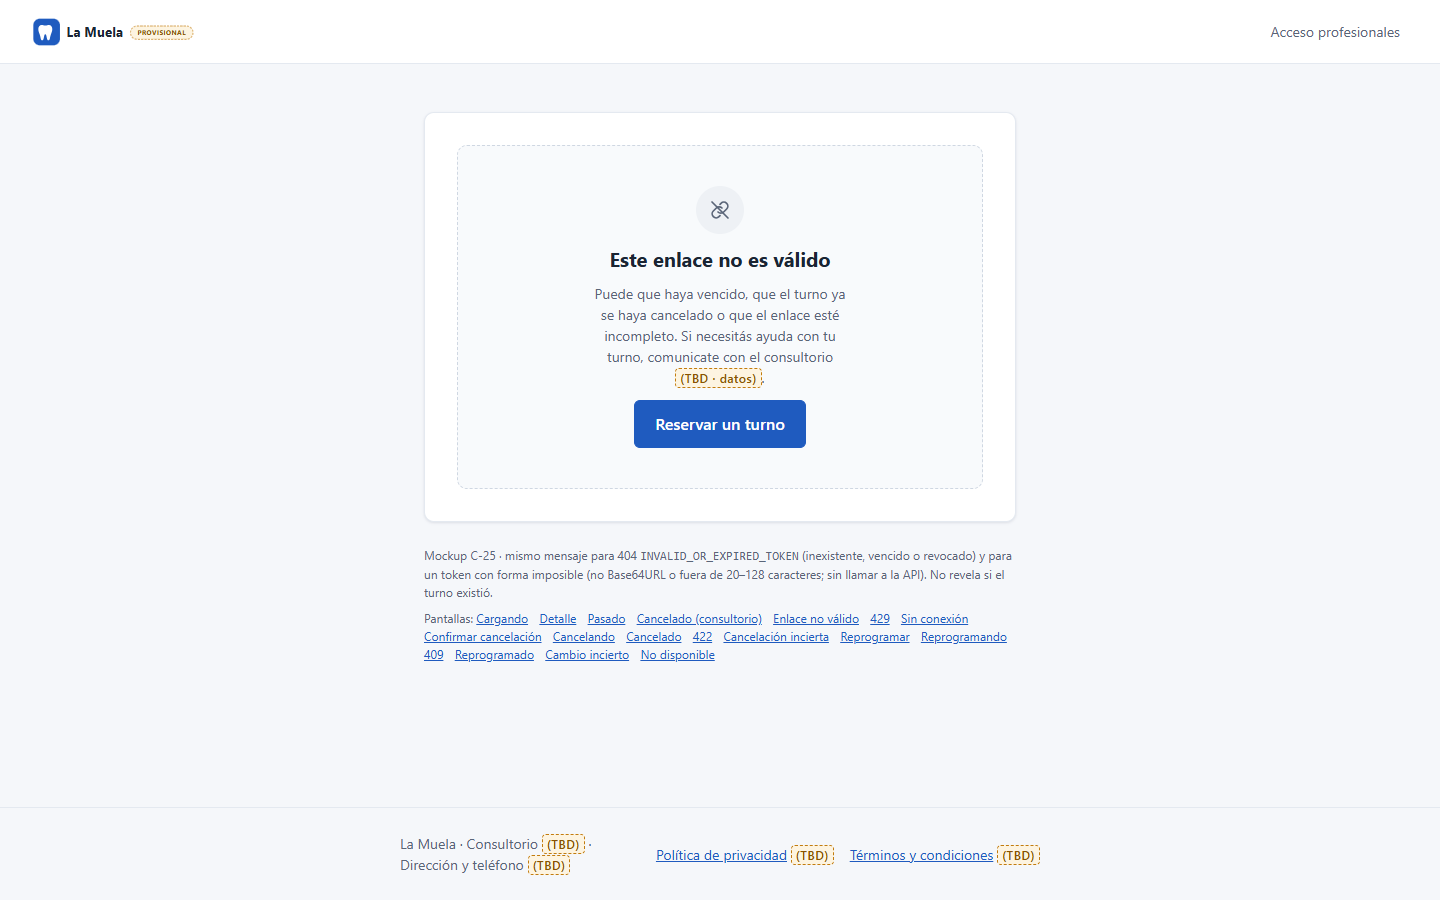 La Muela PROVISIONAL
Acceso profesionales
Este enlace no es válido
Puede que haya vencido, que el turno ya
se haya cancelado o que el enlace esté
incompleto. Si necesitás ayuda con tu
turno, comunicate con el consultorio
(TBD · datos).
Reservar un turno
Mockup C-25 · mismo mensaje para 404 INVALID_OR_EXPIRED_TOKEN (inexistente, vencido o revocado) y para
un token con forma imposible (no Base64URL o fuera de 20–128 caracteres; sin llamar a la API). No revela si el
turno existió.
Pantallas: Cargando Detalle Pasado Cancelado (consultorio) Enlace no válido 429 Sin conexión
Confirmar cancelación Cancelando Cancelado 422 Cancelación incierta Reprogramar Reprogramando
409 Reprogramado Cambio incierto No disponible
La Muela · Consultorio (TBD) ·
Dirección y teléfono (TBD)
Política de privacidad (TBD) Términos y condiciones (TBD)